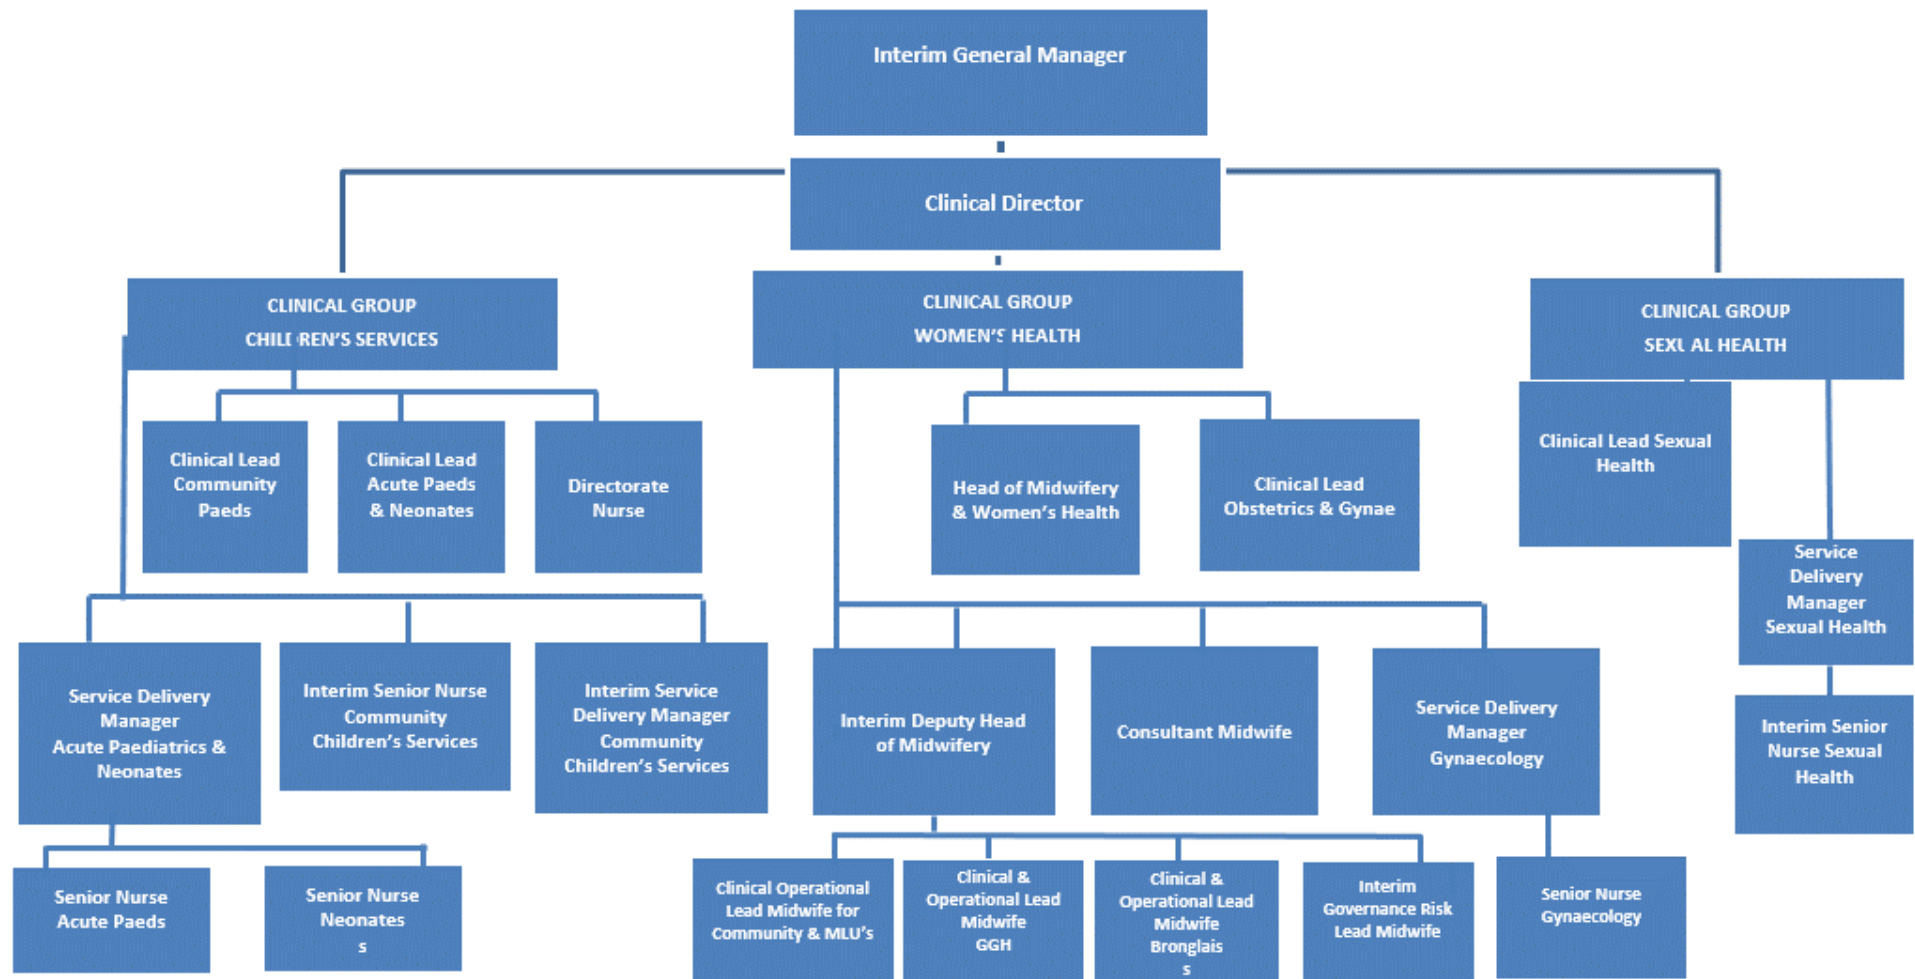 Interim General Manager
Clinical Director
CLINICAL GROUP
CHILDREN'S SERVICES
CLINICAL GROUP
WOMEN'S HEALTH
CLINICAL GROUP
SEXUAL HEALTH
Clinical Lead
Community
Paeds
Clinical Lead
Acute Paeds
& Neonates
Directorate
Nurse
Head of Midwifery
& Women's Health
Clinical Lead
Obstetrics & Gynae
Clinical Lead Sexual
Health
Service
Delivery
Manager
Sexual Health
Service Delivery
Manager
Acute Paediatrics &
Neonates
Interim Senior Nurse
Community
Children's Services
Interim Service
Delivery Manager
Community
Children's Services
Interim Deputy Head
of Midwifery
Consultant Midwife
Service Delivery
Manager
Gynaecology
Interim Senior
Nurse Sexual
Health
Senior Nurse
Acute Paeds
Senior Nurse
Neonates
s
Clinical Operational
Lead Midwife for
Community & MLU's
Clinical &
Operational Lead
Midwife
GGH
Clinical &
Operational Lead
Midwife
Bronglais
s
Interim
Governance Risk
Lead Midwife
Senior Nurse
Gynaecology